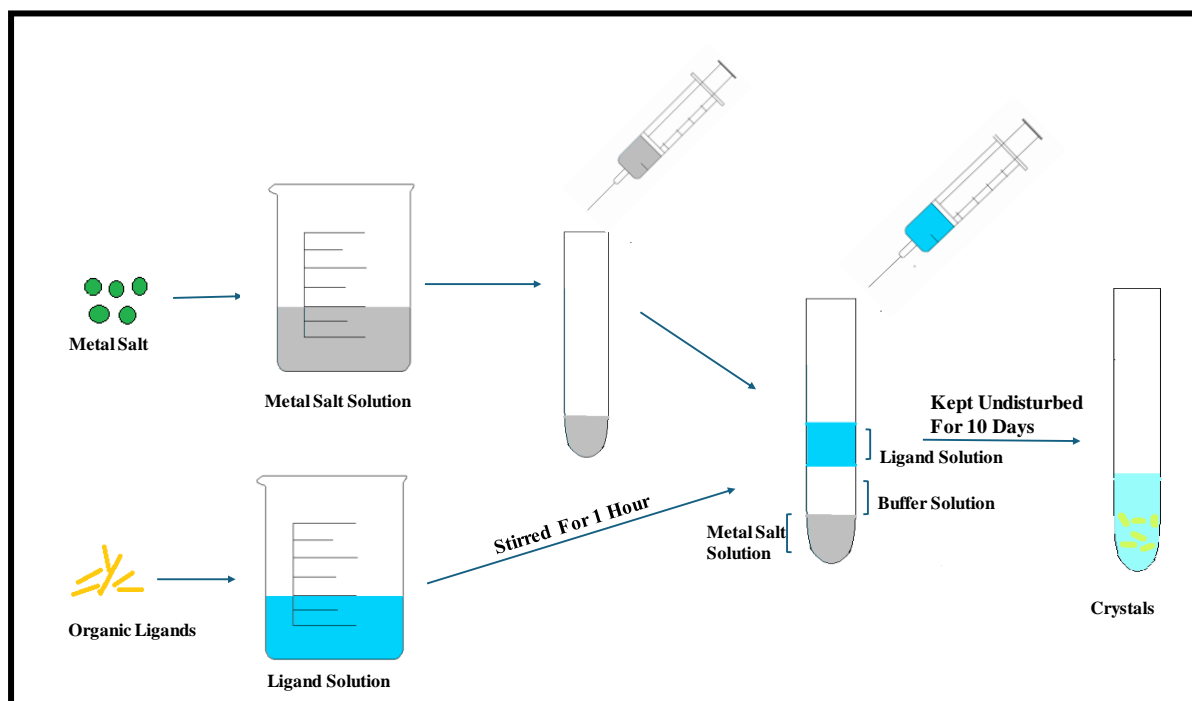 Metal Salt
Metal Salt Solution
Organic Ligands
Ligand Solution
Stirred For 1 Hour
Metal Salt
Solution
Ligand Solution
Buffer Solution
Kept Undisturbed
For 10 Days
Crystals